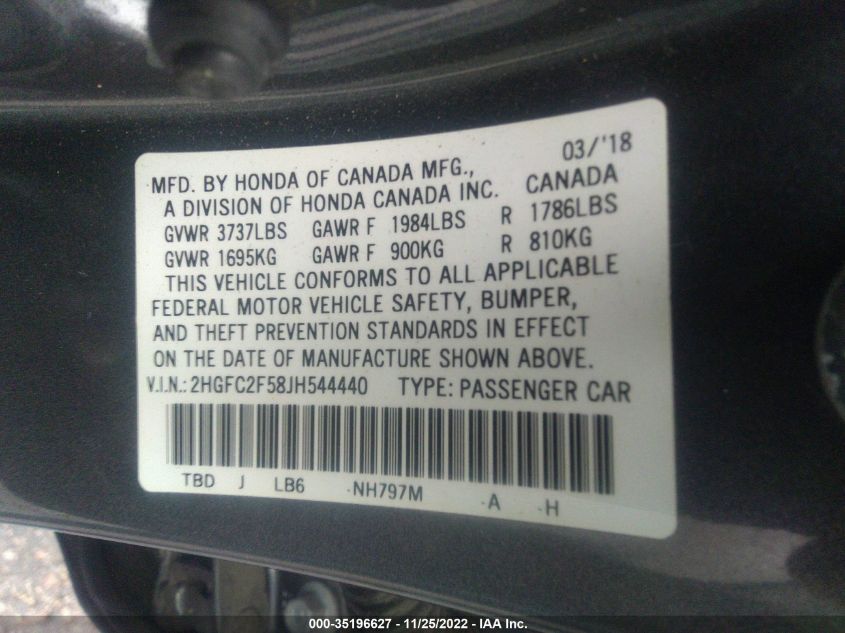 03/'18
MFD. BY HONDA OF CANADA MFG.,
A DIVISION OF HONDA CANADA INC. CANADA
GVWR 3737LBS GAWR F 1984LBS R 1786LBS
GVWR 1695KG GAWR F 900KG R 810KG
THIS VEHICLE CONFORMS TO ALL APPLICABLE
FEDERAL MOTOR VEHICLE SAFETY, BUMPER,
AND THEFT PREVENTION STANDARDS IN EFFECT
ON THE DATE OF MANUFACTURE SHOWN ABOVE.
V.I.N.: 2HGFC2F58JH544440 TYPE: PASSENGER CAR
TBD J LB6 -NH797M -A -H
000-35196627 - 11/25/2022 - IAA Inc.